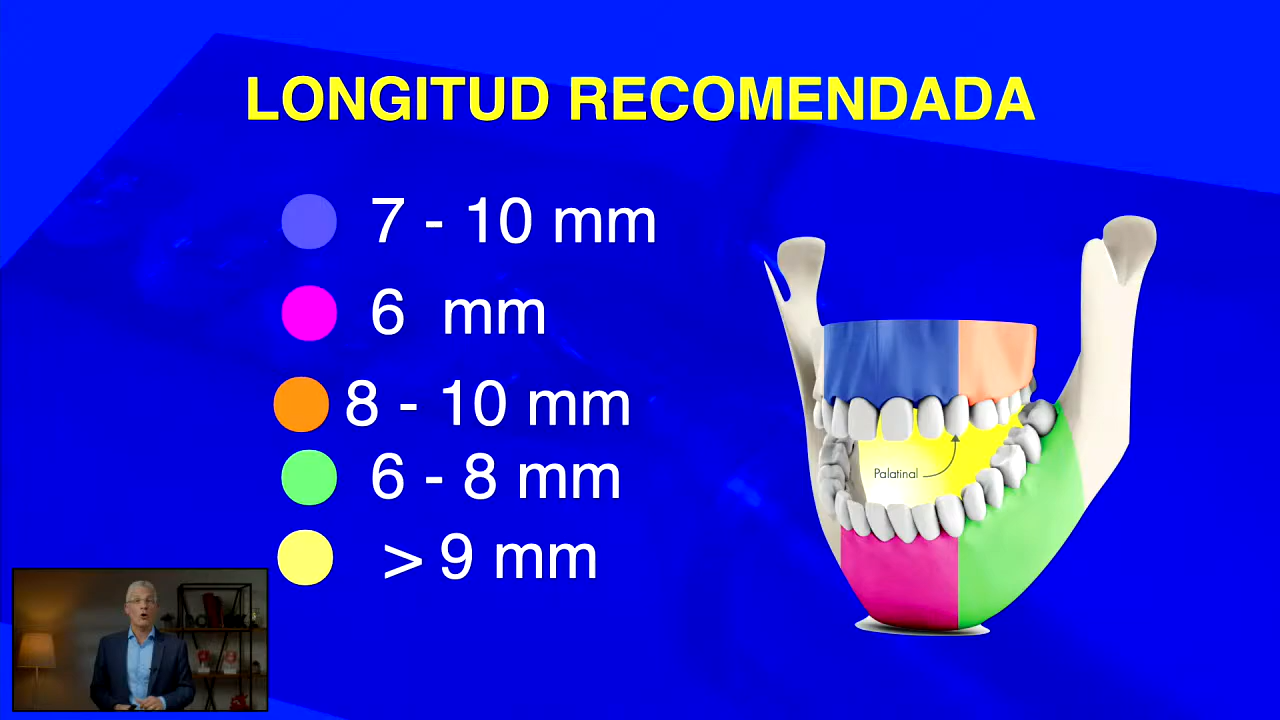 LONGITUD RECOMENDADA
7 - 10 mm
6 mm
8 - 10 mm
6 - 8 mm
> 9 mm
Palatinal